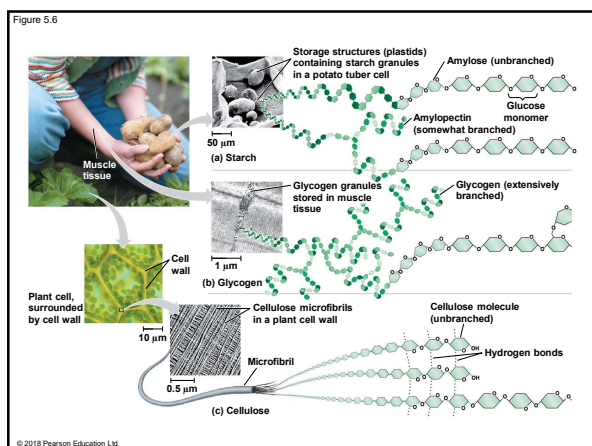 Figure 5.6
Storage structures (plastids)
containing starch granules
in a potato tuber cell
Amylose (unbranched)
Glucose
monomer
Amylopectin
(somewhat branched)
Muscle
tissue
50 μm
(a) Starch
Glycogen granules
stored in muscle
tissue
Glycogen (extensively
branched)
1 μm
(b) Glycogen
Cell
wall
Plant cell,
surrounded
by cell wall
10 μm
Cellulose microfibrils
in a plant cell wall
Cellulose molecule
(unbranched)
Hydrogen bonds
Microfibril
0.5 μm
(c) Cellulose
© 2018 Pearson Education Ltd.